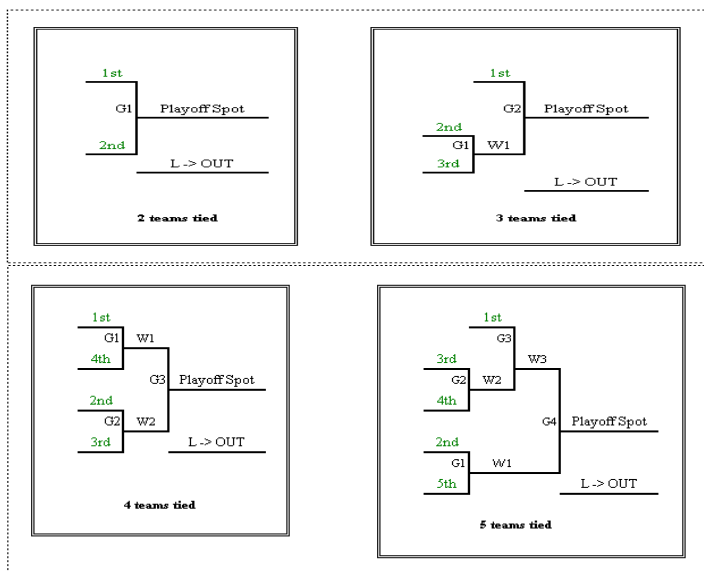 1st
G1 Playoff Spot
2nd
L -> OUT
2 teams tied
1st
G2 Playoff Spot
2nd
G1 W1
3rd
L -> OUT
3 teams tied
1st
G1 W1
4th
G3 Playoff Spot
2nd
G2 W2
3rd
L -> OUT
4 teams tied
1st
G3
3rd W3
G2 W2
4th
G4 Playoff Spot
2nd
G1 W1
5th
L -> OUT
5 teams tied